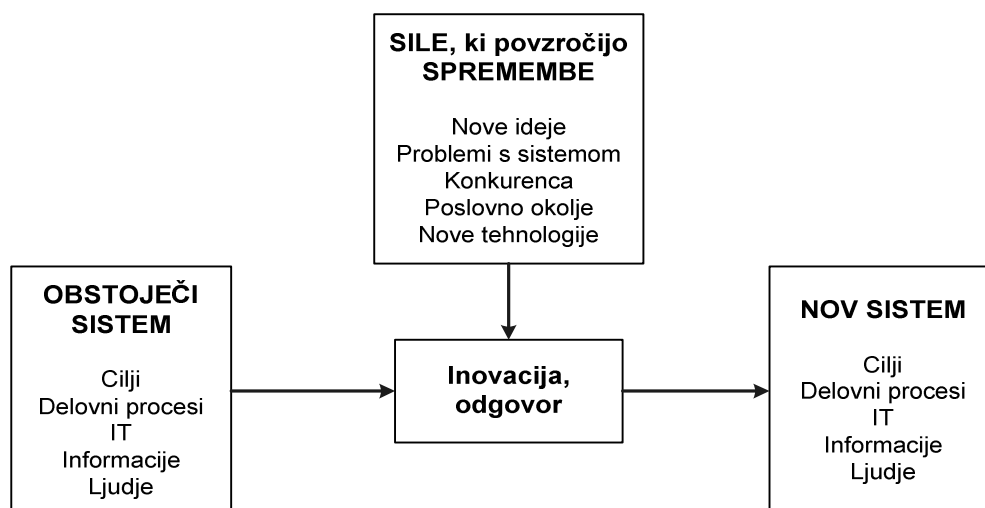 SILE, ki povzročijo
SPREMEMBE
Nove ideje
Problemi s sistemom
Konkurenca
Poslovno okolje
Nove tehnologije
OBSTOJEČI
SISTEM
Cilji
Delovni procesi
IT
Informacije
Ljudje
Inovacija,
odgovor
NOV SISTEM
Cilji
Delovni procesi
IT
Informacije
Ljudje